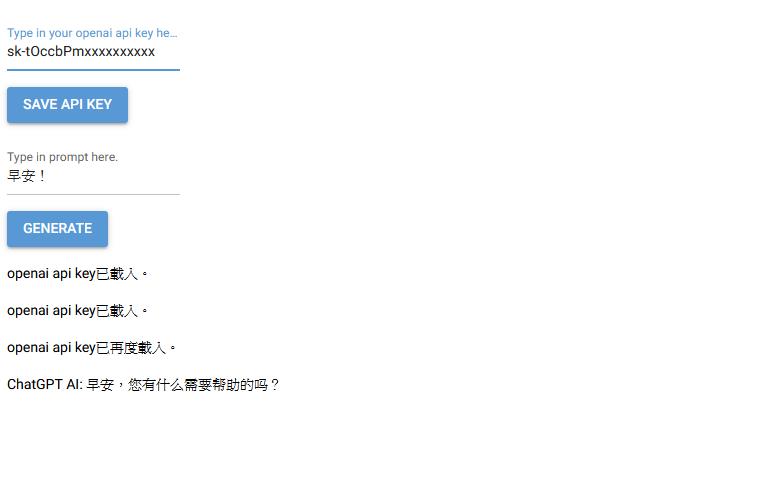 Type in your openai api key he...
sk-tOccbPmxxxxxxxxxx
SAVE API KEY
Type in prompt here.
早安！
GENERATE
openai api key已載入。
openai api key已載入。
openai api key已再度載入。
ChatGPT AI: 早安，您有什么需要帮助的吗？